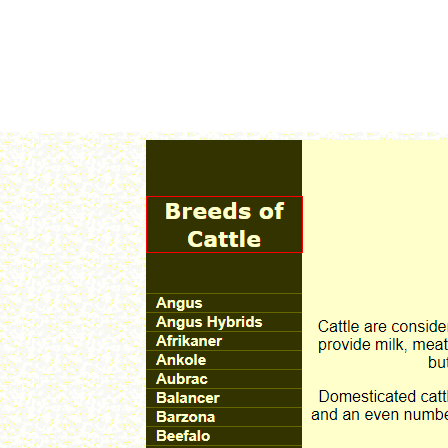 Breeds of
Cattle
Angus
Angus Hybrids
Afrikaner
Ankole
Aubrac
Balancer
Barzona
Beefalo
Cattle are conside
provide milk, meat
but
Domesticated catt
and an even numbe